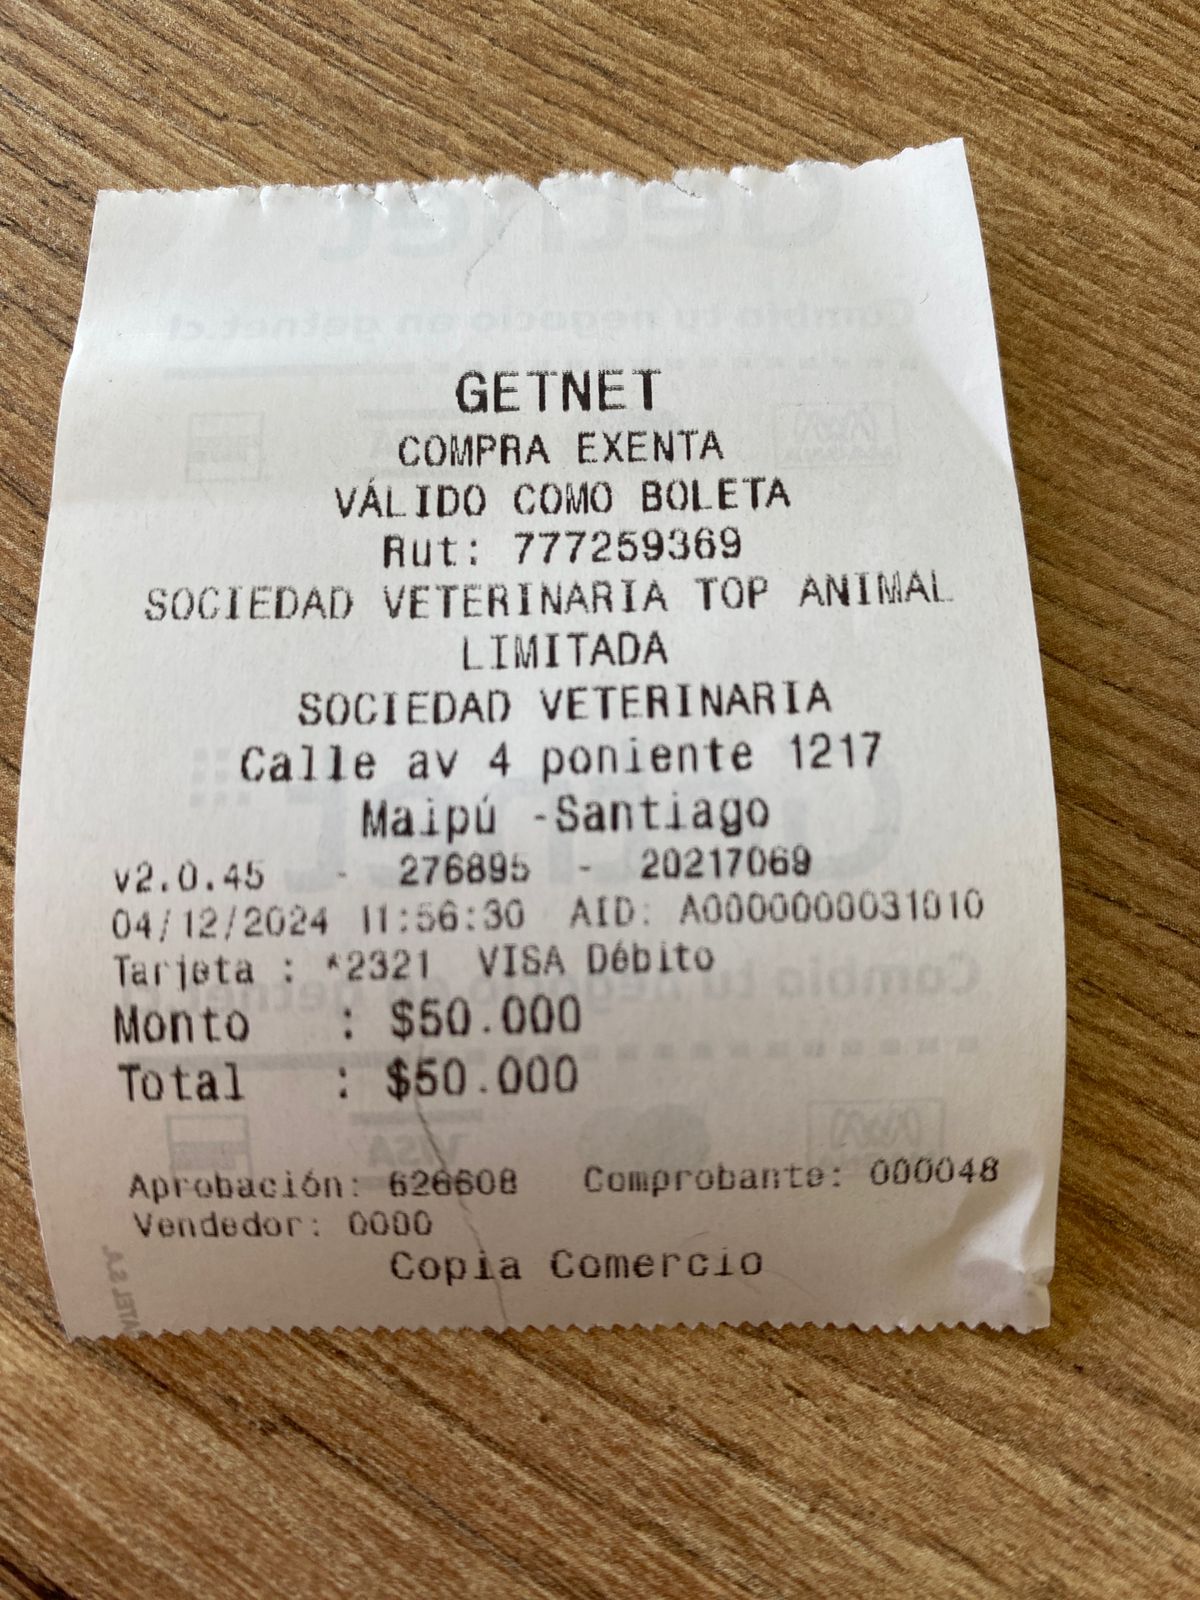 GETNET
COMPRA EXENTA
VÁLIDO COMO BOLETA
Rut: 777259369
SOCIEDAD VETERINARIA TOP ANIMAL
LIMITADA
SOCIEDAD VETERINARIA
Calle av 4 poniente 1217
Maipú -Santiago
v2.0.45 - 276895 - 20217069
04/12/2024 11:56:30 AID: A0000000031010
Tarjeta : *2321 VISA Débito
Monto : $50.000
Total : $50.000
Aprobación: 626608 Comprobante: 000048
Vendedor: 0000
Copia Comercio